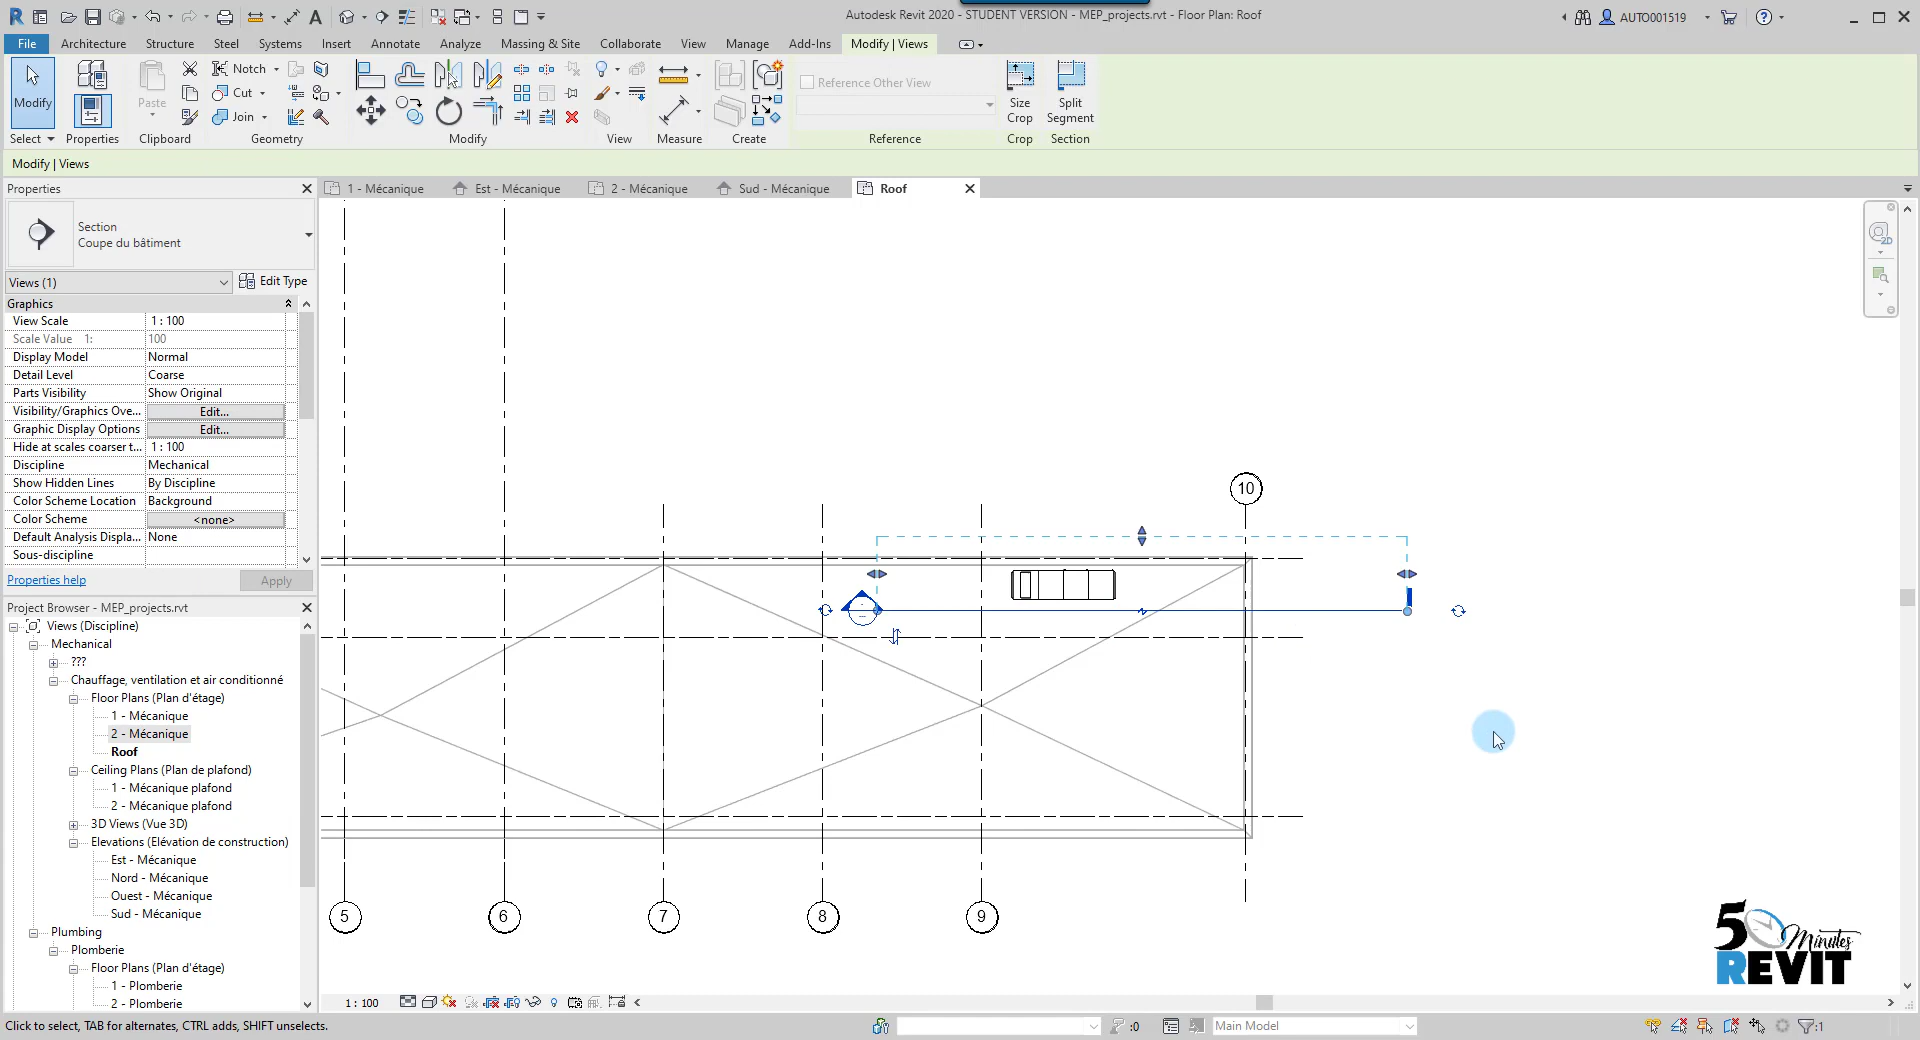 Autodesk Revit 2020 - STUDENT VERSION - MEP_projects.rvt - Floor Plan: Roof
AUTO001519
File Architecture Structure Steel Systems Insert Annotate Analyze Massing & Site Collaborate View Manage Add-Ins Modify | Views
Modify
Paste
Notch
Cut
Join
Reference Other View
Size Crop
Split Segment
Select Properties Clipboard Geometry Modify View Measure Create Reference Crop Section
Modify | Views
Properties
1 - Mécanique Est - Mécanique 2 - Mécanique Sud - Mécanique Roof
Section
Coupe du bâtiment
Views (1) Edit Type
Graphics
View Scale 1 : 100
Scale Value 1: 100
Display Model Normal
Detail Level Coarse
Parts Visibility Show Original
Visibility/Graphics Ove... Edit...
Graphic Display Options Edit...
Hide at scales coarser t... 1 : 100
Discipline Mechanical
Show Hidden Lines By Discipline
Color Scheme Location Background
Color Scheme <none>
Default Analysis Displa... None
Sous-discipline
Properties help Apply
Project Browser - MEP_projects.rvt
Views (Discipline)
Mechanical
???
Chauffage, ventilation et air conditionné
Floor Plans (Plan d'étage)
1 - Mécanique
2 - Mécanique
Roof
Ceiling Plans (Plan de plafond)
1 - Mécanique plafond
2 - Mécanique plafond
3D Views (Vue 3D)
Elevations (Elévation de construction)
Est - Mécanique
Nord - Mécanique
Ouest - Mécanique
Sud - Mécanique
Plumbing
Plomberie
Floor Plans (Plan d'étage)
1 - Plomberie
2 - Plomberie
2D
10
5 6 7 8 9
5 Minutes
REVIT
1 : 100
Click to select, TAB for alternates, CTRL adds, SHIFT unselects.
:0
Main Model
:1